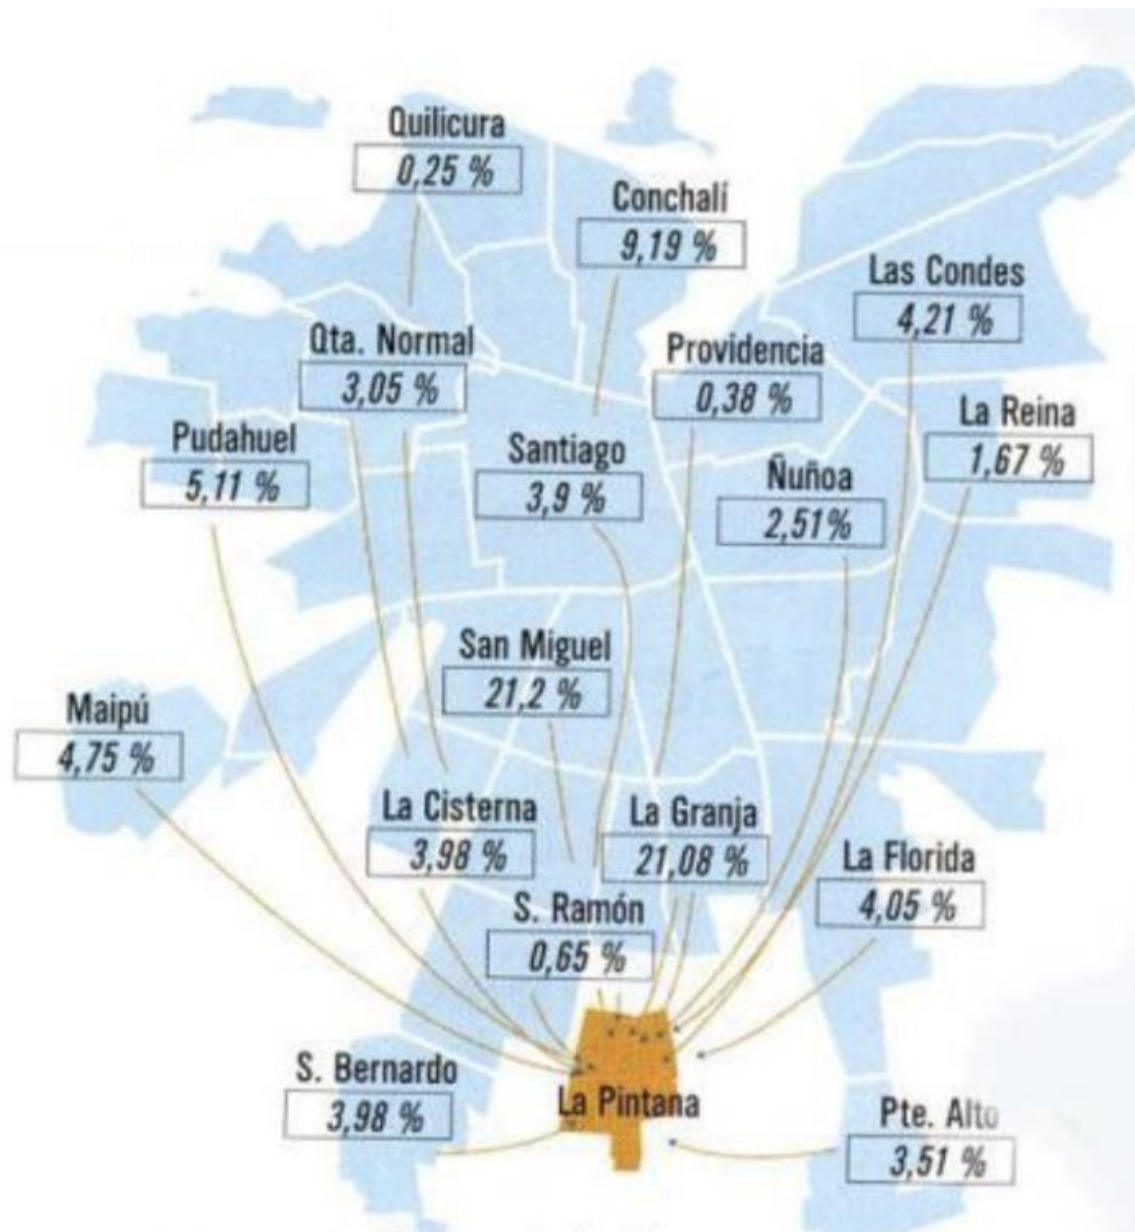 Quilicura
0,25 %
Conchalí
9,19 %
Las Condes
4,21 %
Qta. Normal
3,05 %
Providencia
0,38 %
La Reina
1,67 %
Pudahuel
5,11 %
Santiago
3,9 %
Ñuñoa
2,51%
San Miguel
21,2 %
Maipú
4,75 %
La Cisterna
3,98 %
La Granja
21,08 %
La Florida
4,05 %
S. Ramón
0,65 %
S. Bernardo
3,98 %
La Pintana
Pte. Alto
3,51 %